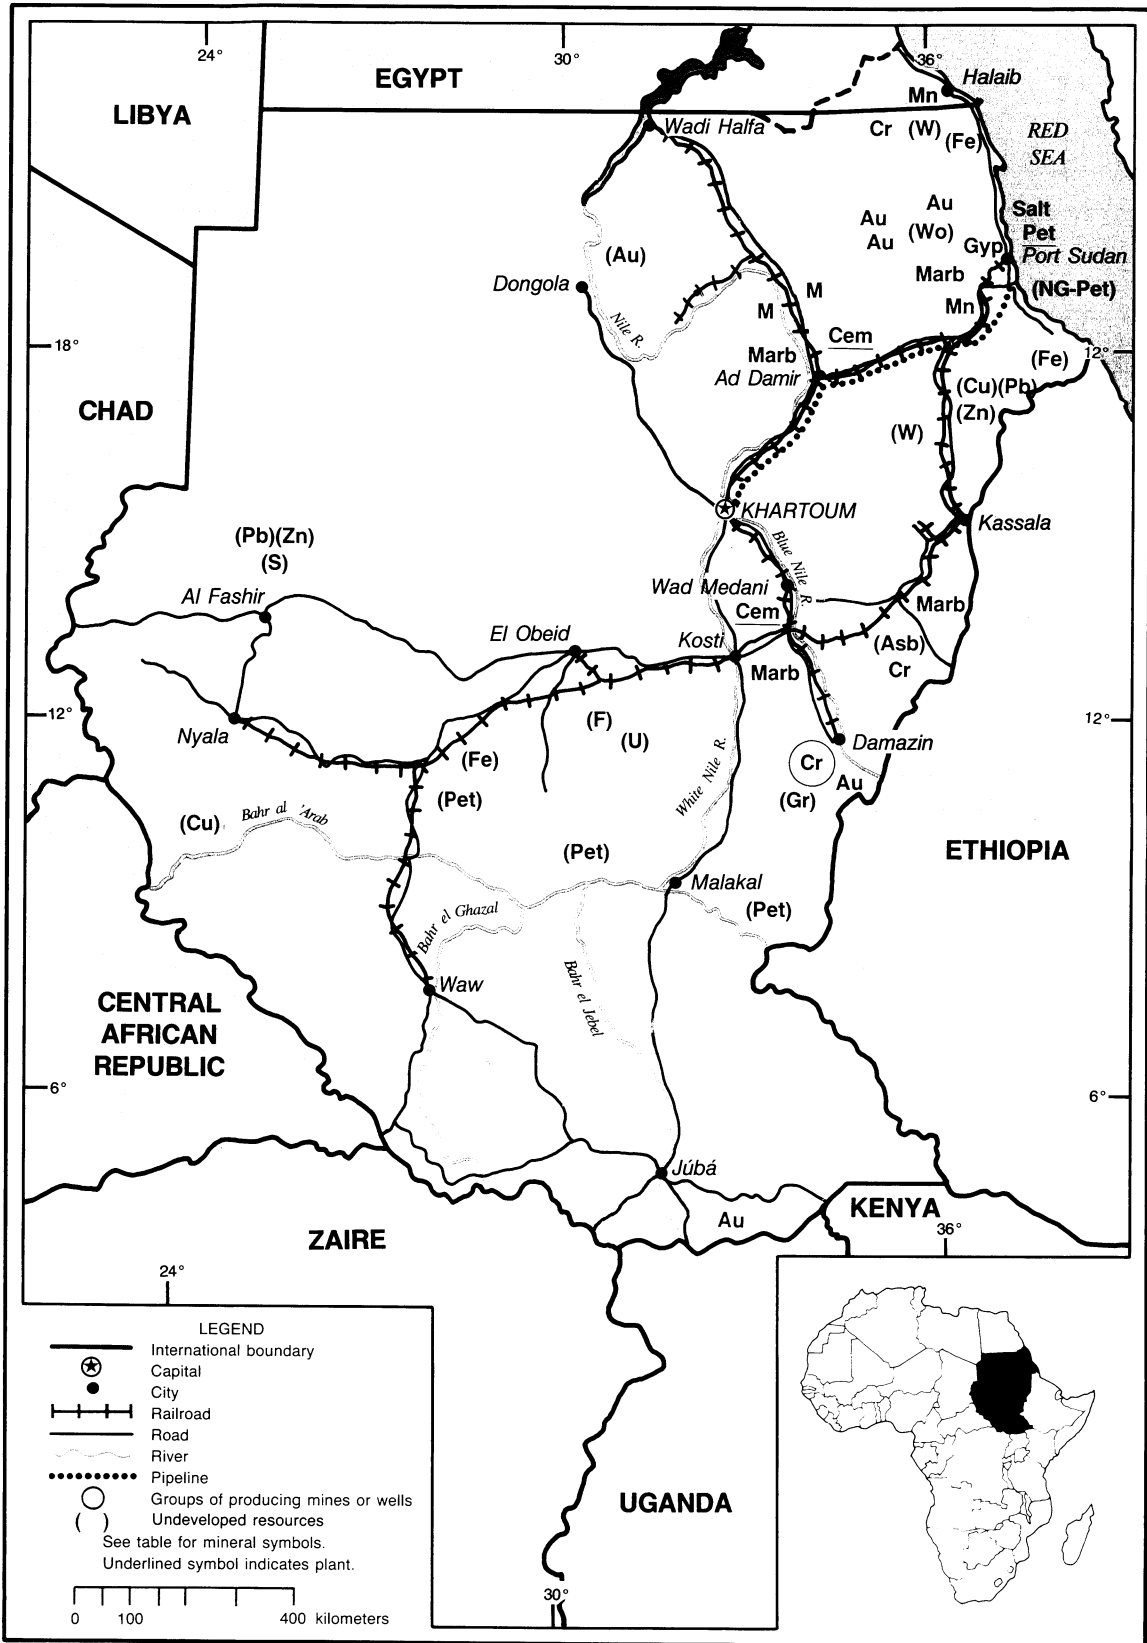 24°
30°
36°
EGYPT
LIBYA
Halaib
Mn
Wadi Halfa
Cr (W)
(Fe)
RED
SEA
Au
Salt
Au
(Wo)
Pet
Au
Gyp
Port Sudan
(Au)
Dongola
Marb
(NG-Pet)
M
M
Mn
Nile R.
18°
Cem
Marb
12°
(Fe)
Ad Damir
(Cu)(Pb)
CHAD
(Zn)
(W)
KHARTOUM
Kassala
(Pb)(Zn)
(S)
Blue Nile R
Al Fashir
Wad Medani
Cem
Marb
El Obeid
Kosti
(Asb)
Marb
Cr
12°
12°
Nyala
(F)
(U)
Damazin
(Fe)
Cr
Au
(Pet)
(Gr)
White Nile R.
Bahr al 'Arab
(Cu)
(Pet)
ETHIOPIA
Malakal
(Pet)
Bahr el Ghazal
Waw
Bahr el Jebel
CENTRAL
AFRICAN
REPUBLIC
6°
6°
Júbá
KENYA
Au
ZAIRE
36°
24°
LEGEND
International boundary
Capital
City
Railroad
Road
River
Pipeline
Groups of producing mines or wells
( ) Undeveloped resources
See table for mineral symbols.
Underlined symbol indicates plant.
0 100 400 kilometers
UGANDA
30°